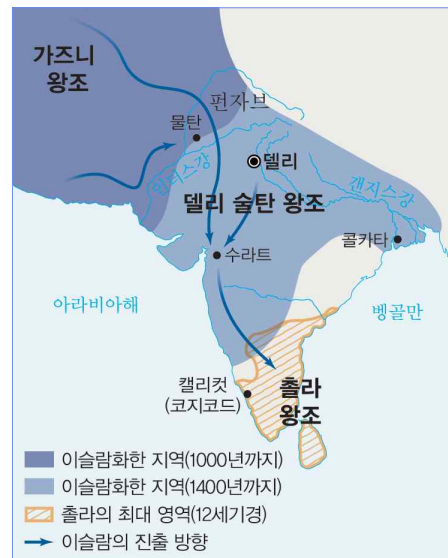 가즈니
왕조
펀자브
물탄
인더스강
델리
갠지스강
델리 술탄 왕조
콜카타
수라트
아라비아해
벵골만
캘리컷
(코지코드)
촐라
왕조
이슬람화한 지역(1000년까지)
이슬람화한 지역(1400년까지)
촐라의 최대 영역(12세기경)
이슬람의 진출 방향